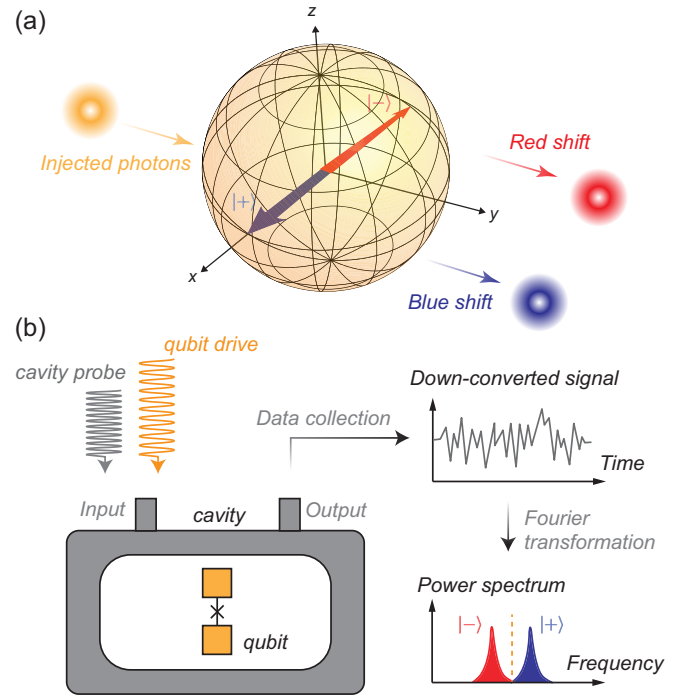 (a)
z
|−⟩
Injected photons
Red shift
|+⟩
y
x
Blue shift
(b)
qubit drive
cavity probe
Down-converted signal
Data collection
Time
Input
cavity
Output
Fourier
transformation
Power spectrum
|−⟩
|+⟩
qubit
Frequency